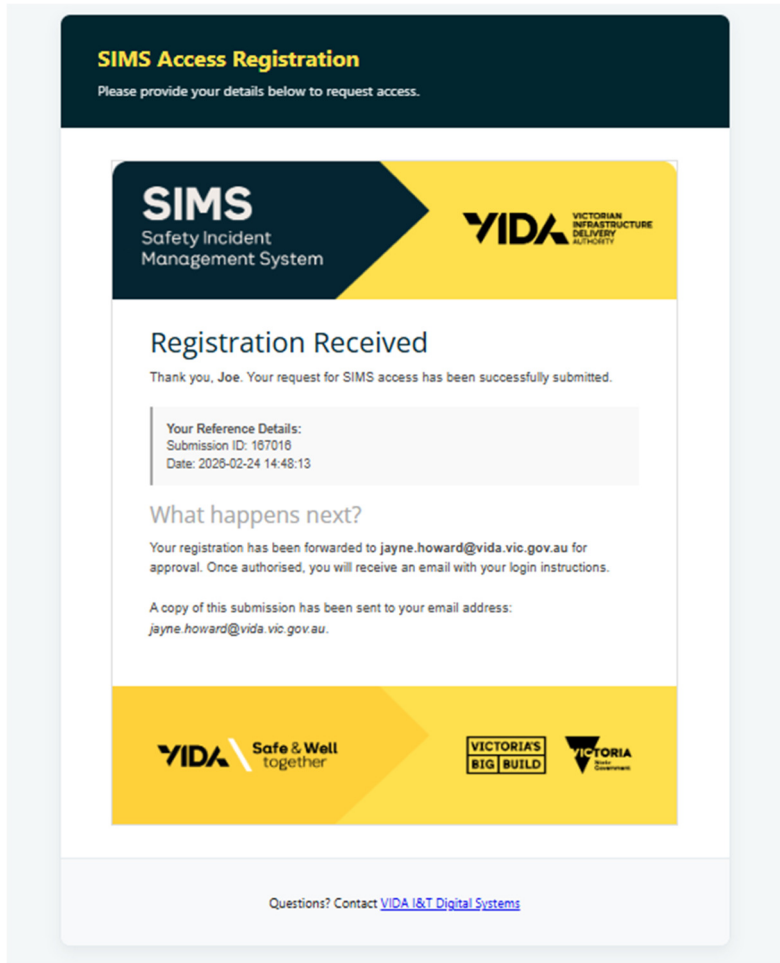 SIMS Access Registration
Please provide your details below to request access.
SIMS
Safety Incident
Management System
VIDA
VICTORIAN
INFRASTRUCTURE
DELIVERY
AUTHORITY
Registration Received
Thank you, Joe. Your request for SIMS access has been successfully submitted.
Your Reference Details:
Submission ID: 167016
Date: 2026-02-24 14:48:13
What happens next?
Your registration has been forwarded to jayne.howard@vida.vic.gov.au for
approval. Once authorised, you will receive an email with your login instructions.
A copy of this submission has been sent to your email address:
jayne.howard@vida.vic.gov.au.
VIDA
Safe & Well
together
VICTORIA'S
BIG BUILD
VICTORIA
State
Government
Questions? Contact VIDA I&T Digital Systems